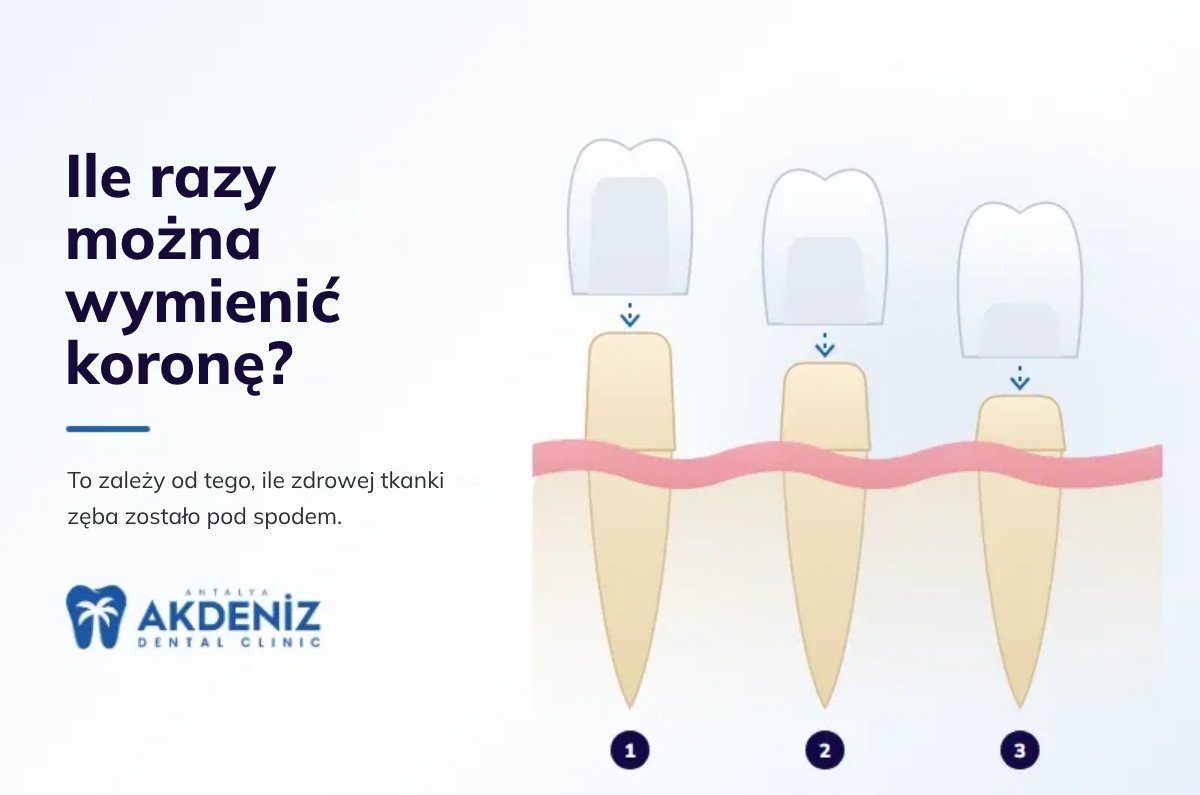 Ile razy
można
wymienić
koronę?
To zależy od tego, ile zdrowej tkanki
zęba zostało pod spodem.
ANTALYA
AKDENİZ
DENTAL CLINIC
1 2 3